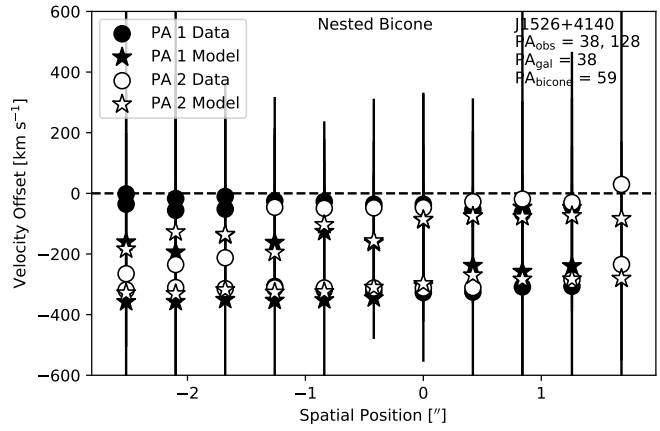 Nested Bicone
J1526+4140
PA_obs = 38, 128
PA_gal = 38
PA_bicone = 59
PA 1 Data
PA 1 Model
PA 2 Data
PA 2 Model
600
400
200
0
−200
−400
−600
Velocity Offset [km s⁻¹]
−2
−1
0
1
Spatial Position [″]